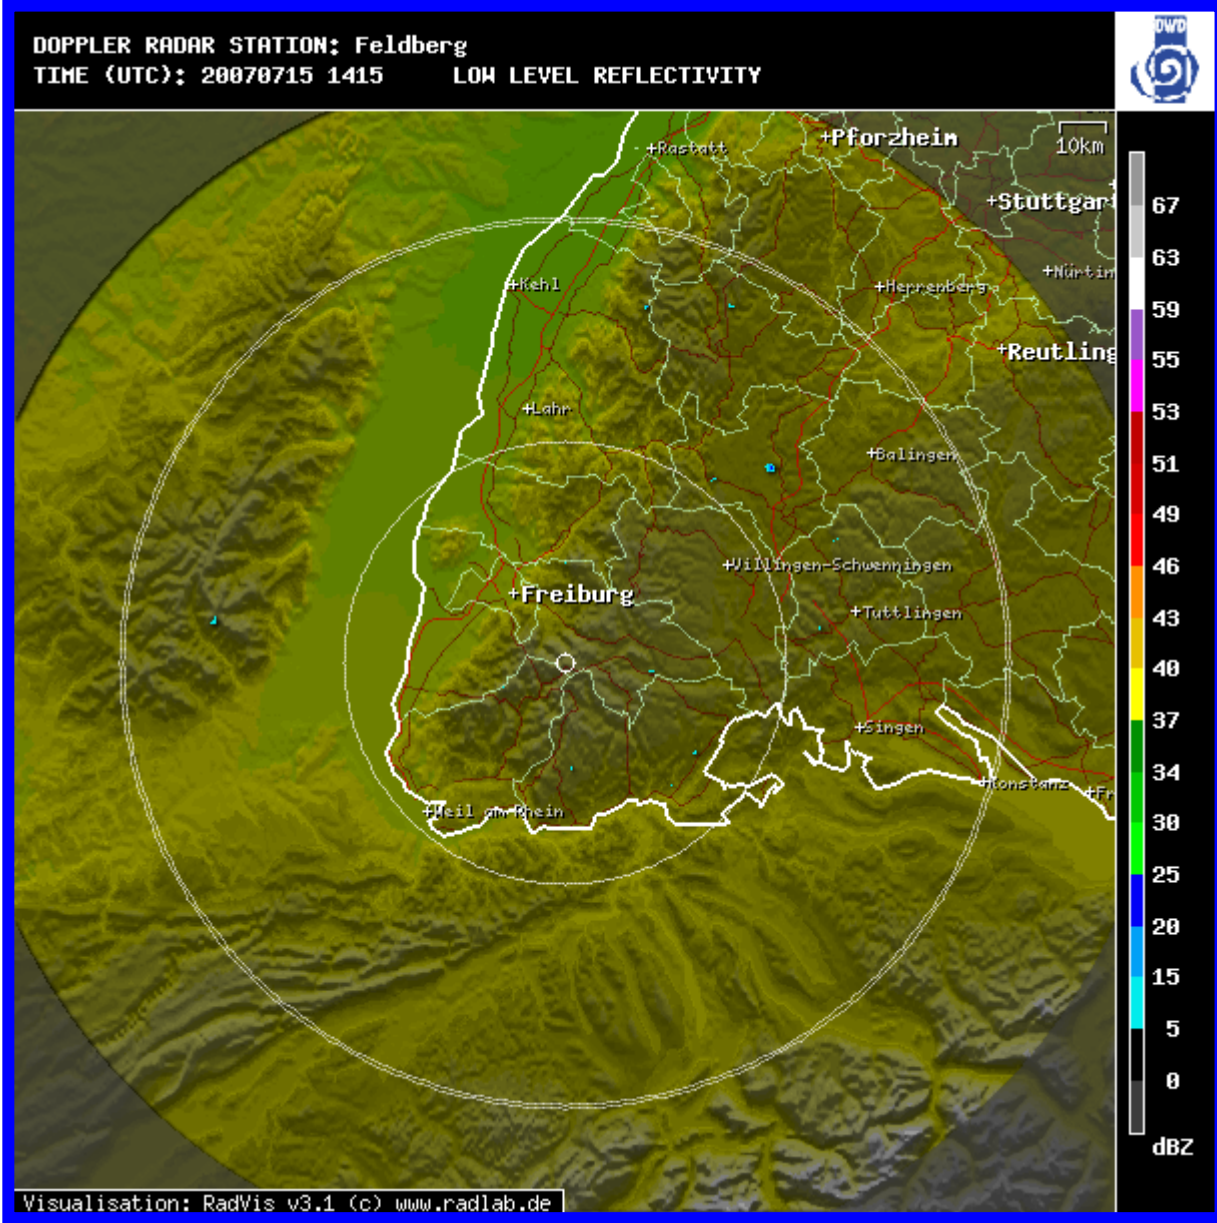 DOPPLER RADAR STATION: Feldberg
TIME (UTC): 20070715 1415 LOW LEVEL REFLECTIVITY
DWD
+Pforzheim
10km
+Rastatt
+Stuttgar
+Nürtin
+Kehl
+Herrenberg
+Reutling
+Lahr
+Balingen
+Villingen-Schwenningen
+Freiburg
+Tuttlingen
+Singen
+Konstanz
+Fr
+Weil am Rhein
67
63
59
55
53
51
49
46
43
40
37
34
30
25
20
15
5
0
dBZ
Visualisation: RadVis v3.1 (c) www.radlab.de